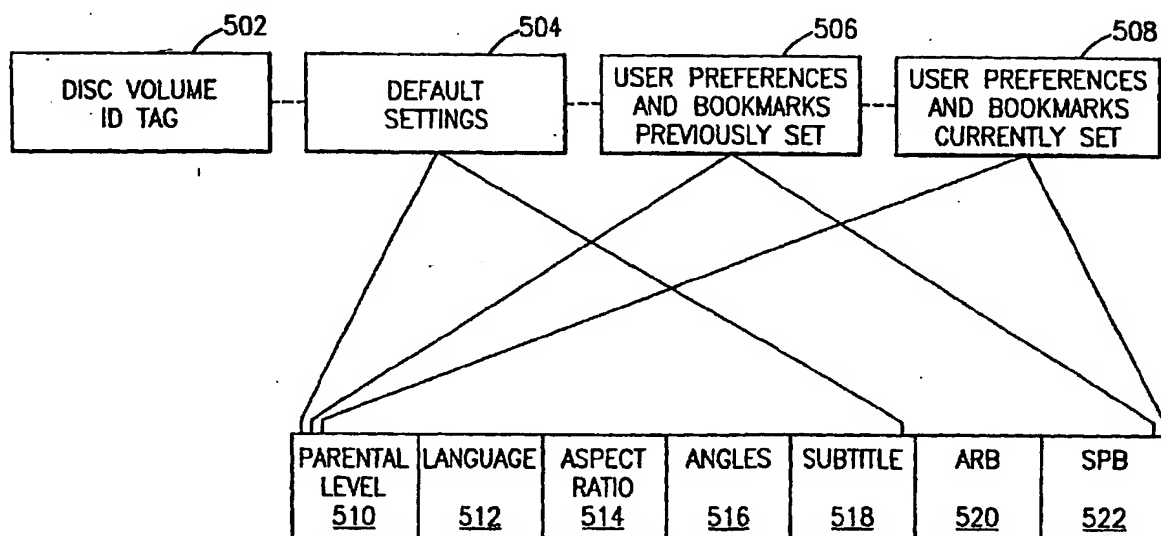 502
504
506
508
DISC VOLUME
ID TAG
DEFAULT
SETTINGS
USER PREFERENCES
AND BOOKMARKS
PREVIOUSLY SET
USER PREFERENCES
AND BOOKMARKS
CURRENTLY SET
PARENTAL
LEVEL
510
LANGUAGE
512
ASPECT
RATIO
514
ANGLES
516
SUBTITLE
518
ARB
520
SPB
522